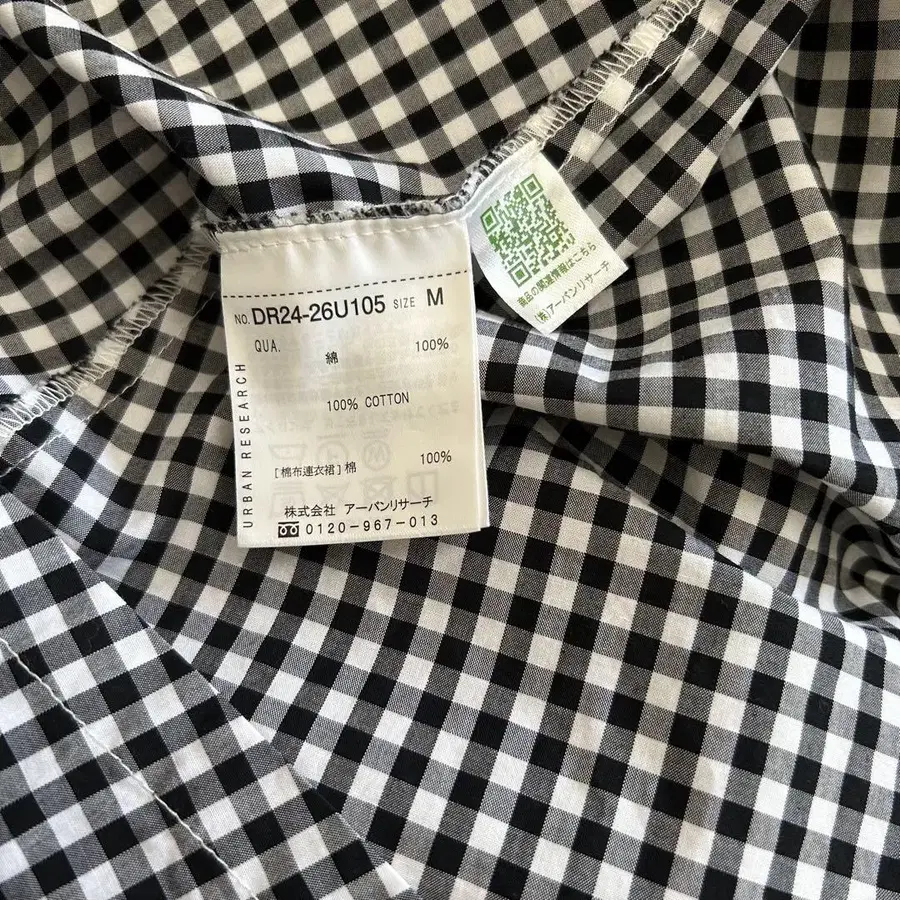 NO. DR24-26U105 SIZE M
QUA. 綿 100%
100% COTTON
[棉布連衣裙] 棉 100%
株式会社 アーバンリサーチ
0120-967-013
URBAN RESEARCH
商品の関連情報はこちら
(株)アーバンリサーチ